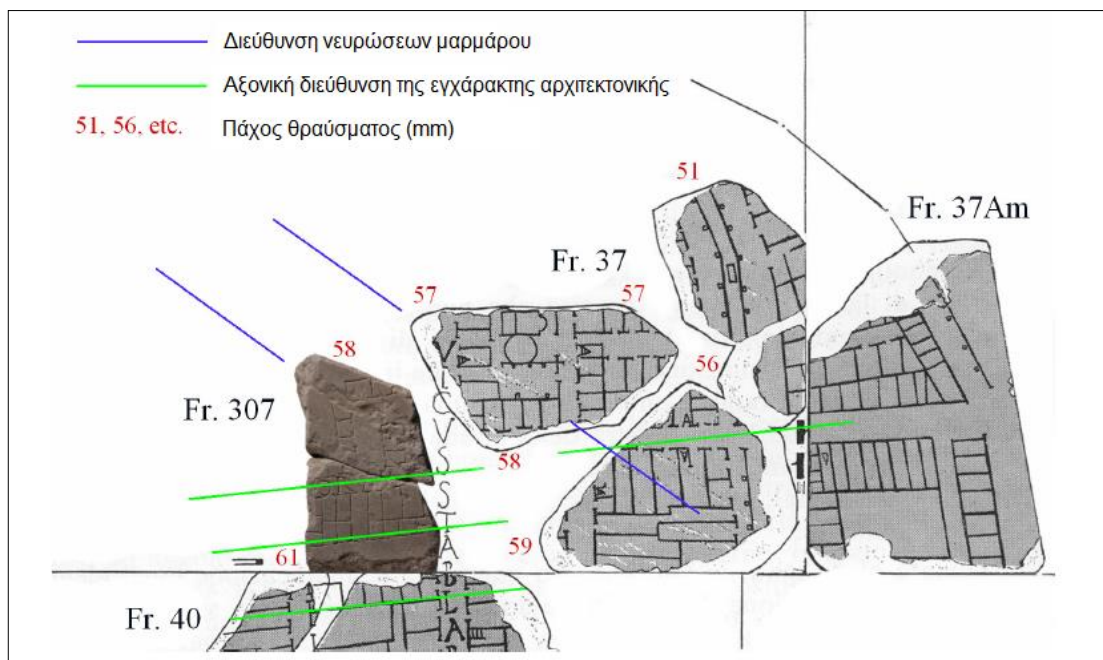 Διεύθυνση νευρώσεων μαρμάρου
Αξονική διεύθυνση της εγχάρακτης αρχιτεκτονικής
51, 56, etc. Πάχος θραύσματος (mm)
51
Fr. 37Am
Fr. 37
57
57
56
58
Fr. 307
58
59
61
Fr. 40
VICVS STABLAR